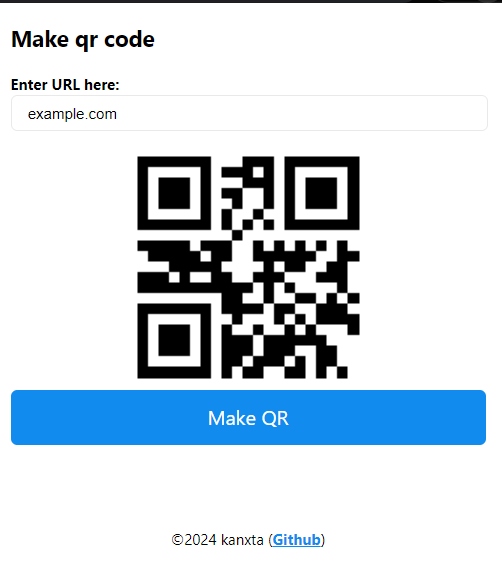 Make qr code
Enter URL here:
example.com
Make QR
©2024 kanxta (Github)